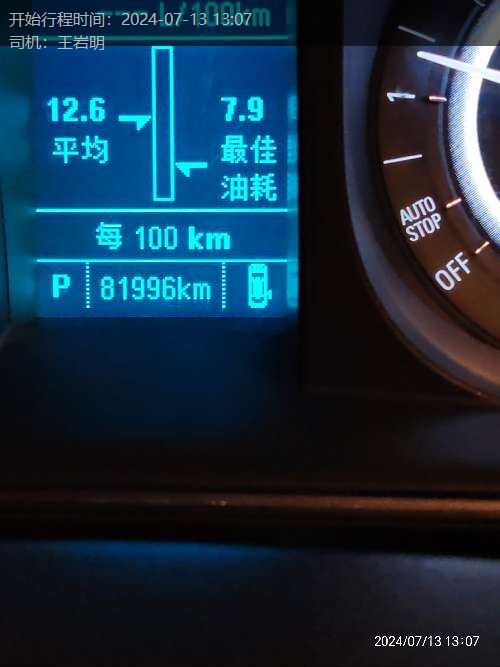 L/100km
开始行程时间：2024-07-13 13:07
司机：王岩明
12.6 7.9
平均 最佳
油耗
每 100 km
P 81996km
1
AUTO
STOP
OFF
2024/07/13 13:07